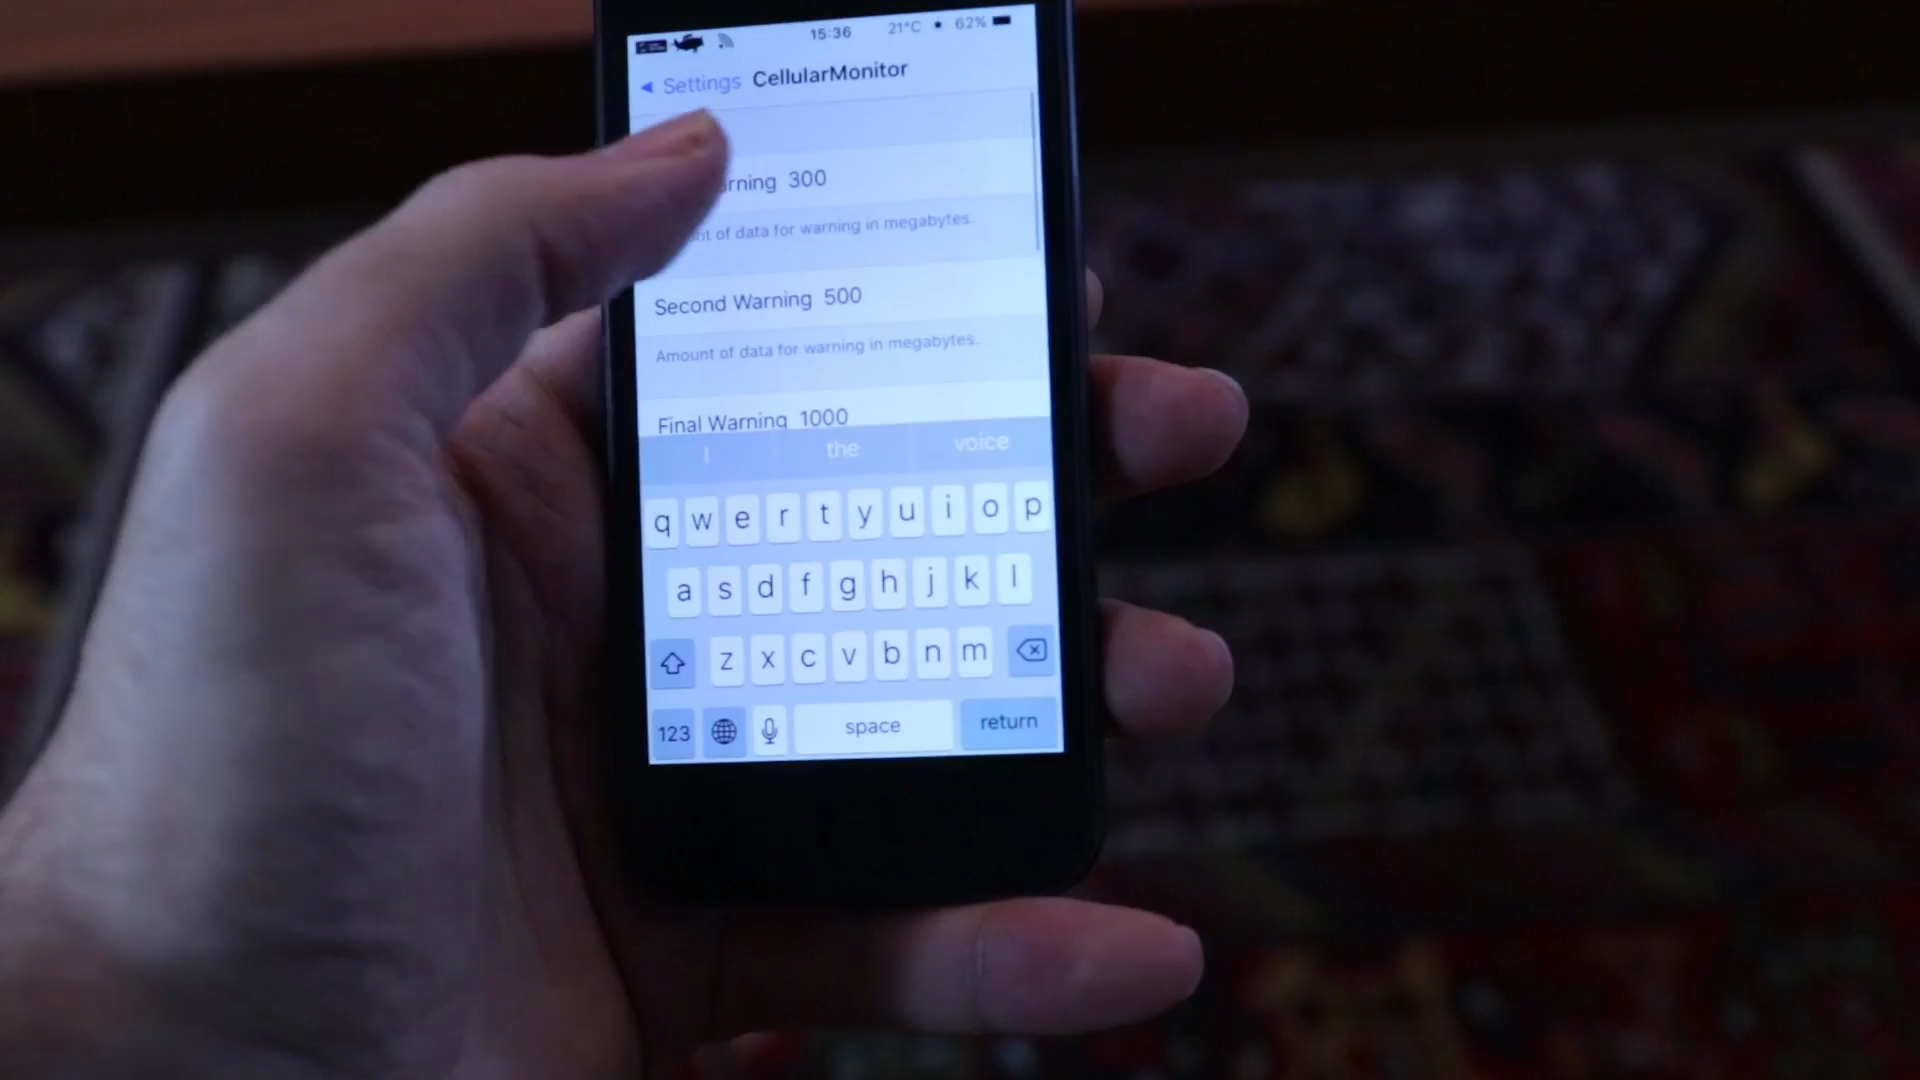 15:36 21°C 62%
Settings CellularMonitor
300
of data for warning in megabytes.
Second Warning 500
Amount of data for warning in megabytes.
Final Warning 1000
I the voice
q w e r t y u i o p
a s d f g h j k l
z x c v b n m
123 space return